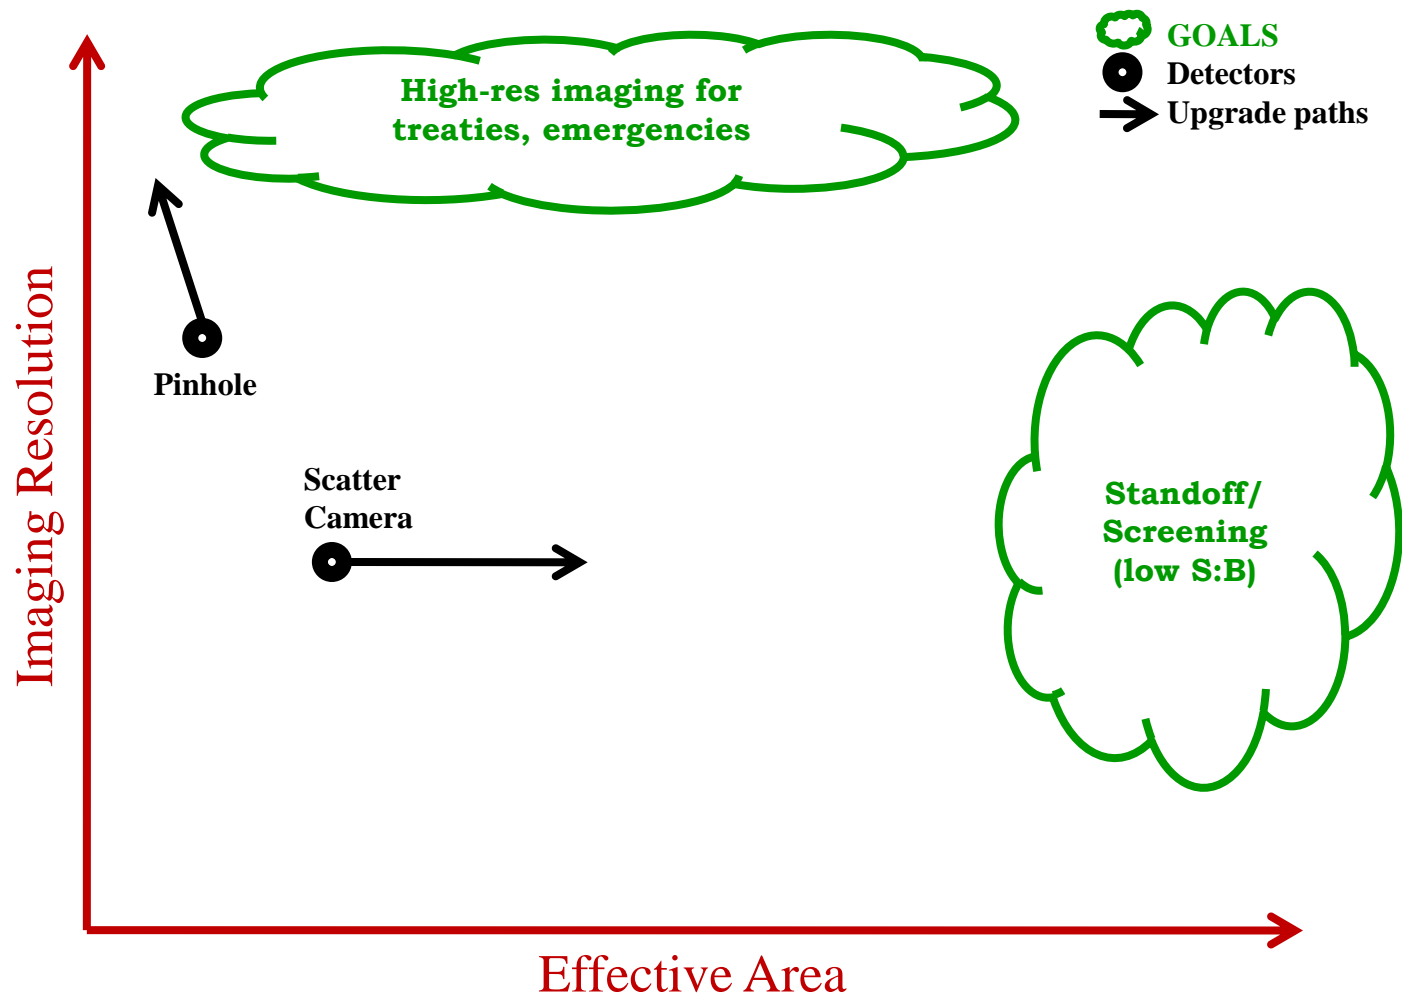 GOALS
Detectors
Upgrade paths
High-res imaging for
treaties, emergencies
Pinhole
Scatter
Camera
Standoff/
Screening
(low S:B)
Imaging Resolution
Effective Area